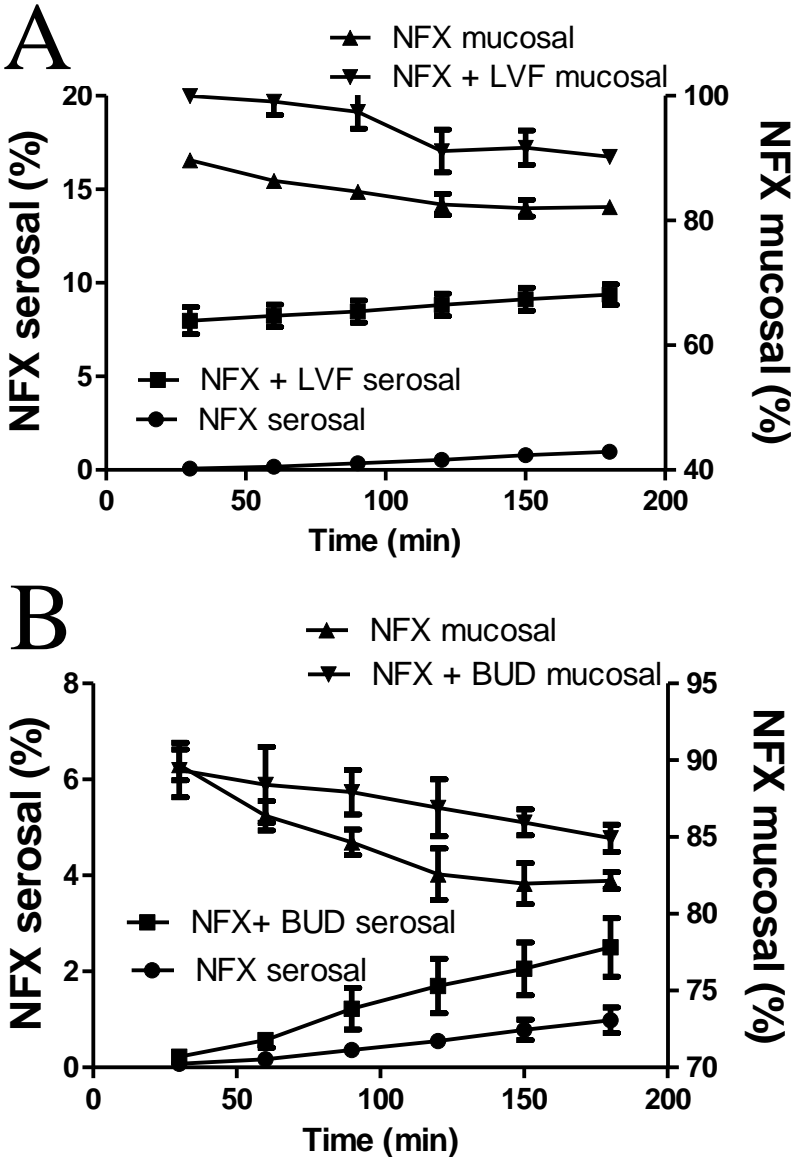 A
NFX mucosal
NFX + LVF mucosal
20
15
10
5
0
NFX serosal (%)
100
80
60
40
NFX mucosal (%)
NFX + LVF serosal
NFX serosal
0
50
100
150
200
Time (min)
B
NFX mucosal
NFX + BUD mucosal
8
6
4
2
0
NFX serosal (%)
95
90
85
80
75
70
NFX mucosal (%)
NFX+ BUD serosal
NFX serosal
0
50
100
150
200
Time (min)